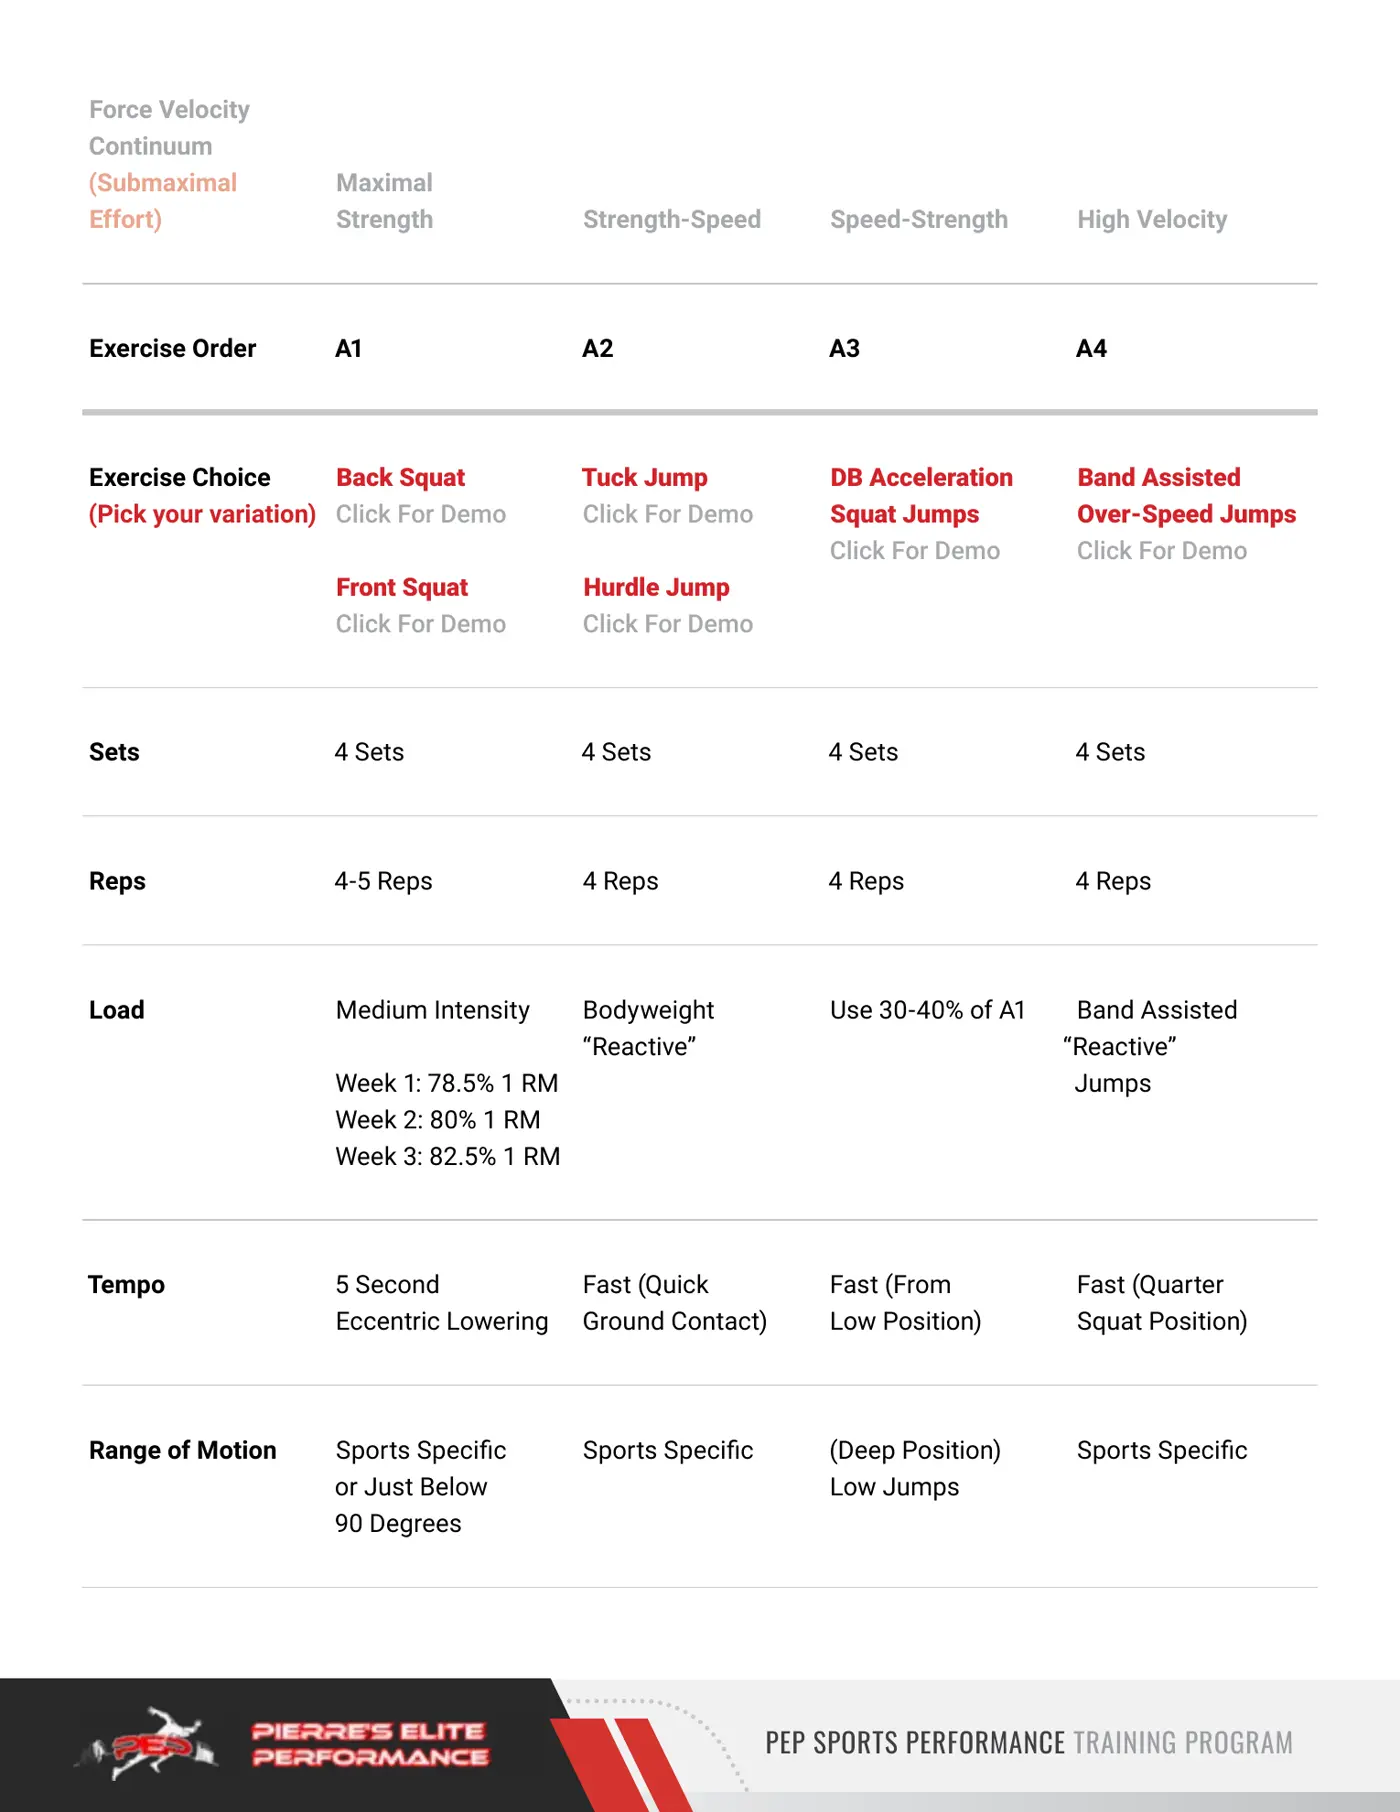 Force Velocity
Continuum
(Submaximal
Effort)
Maximal
Strength
Strength-Speed
Speed-Strength
High Velocity
Exercise Order
A1
A2
A3
A4
Exercise Choice
(Pick your variation)
Back Squat
Click For Demo
Front Squat
Click For Demo
Tuck Jump
Click For Demo
Hurdle Jump
Click For Demo
DB Acceleration
Squat Jumps
Click For Demo
Band Assisted
Over-Speed Jumps
Click For Demo
Sets
4 Sets
4 Sets
4 Sets
4 Sets
Reps
4-5 Reps
4 Reps
4 Reps
4 Reps
Load
Medium Intensity
Week 1: 78.5% 1 RM
Week 2: 80% 1 RM
Week 3: 82.5% 1 RM
Bodyweight
“Reactive”
Use 30-40% of A1
Band Assisted
“Reactive”
Jumps
Tempo
5 Second
Eccentric Lowering
Fast (Quick
Ground Contact)
Fast (From
Low Position)
Fast (Quarter
Squat Position)
Range of Motion
Sports Specific
or Just Below
90 Degrees
Sports Specific
(Deep Position)
Low Jumps
Sports Specific
PEP
PIERRE'S ELITE
PERFORMANCE
PEP SPORTS PERFORMANCE TRAINING PROGRAM